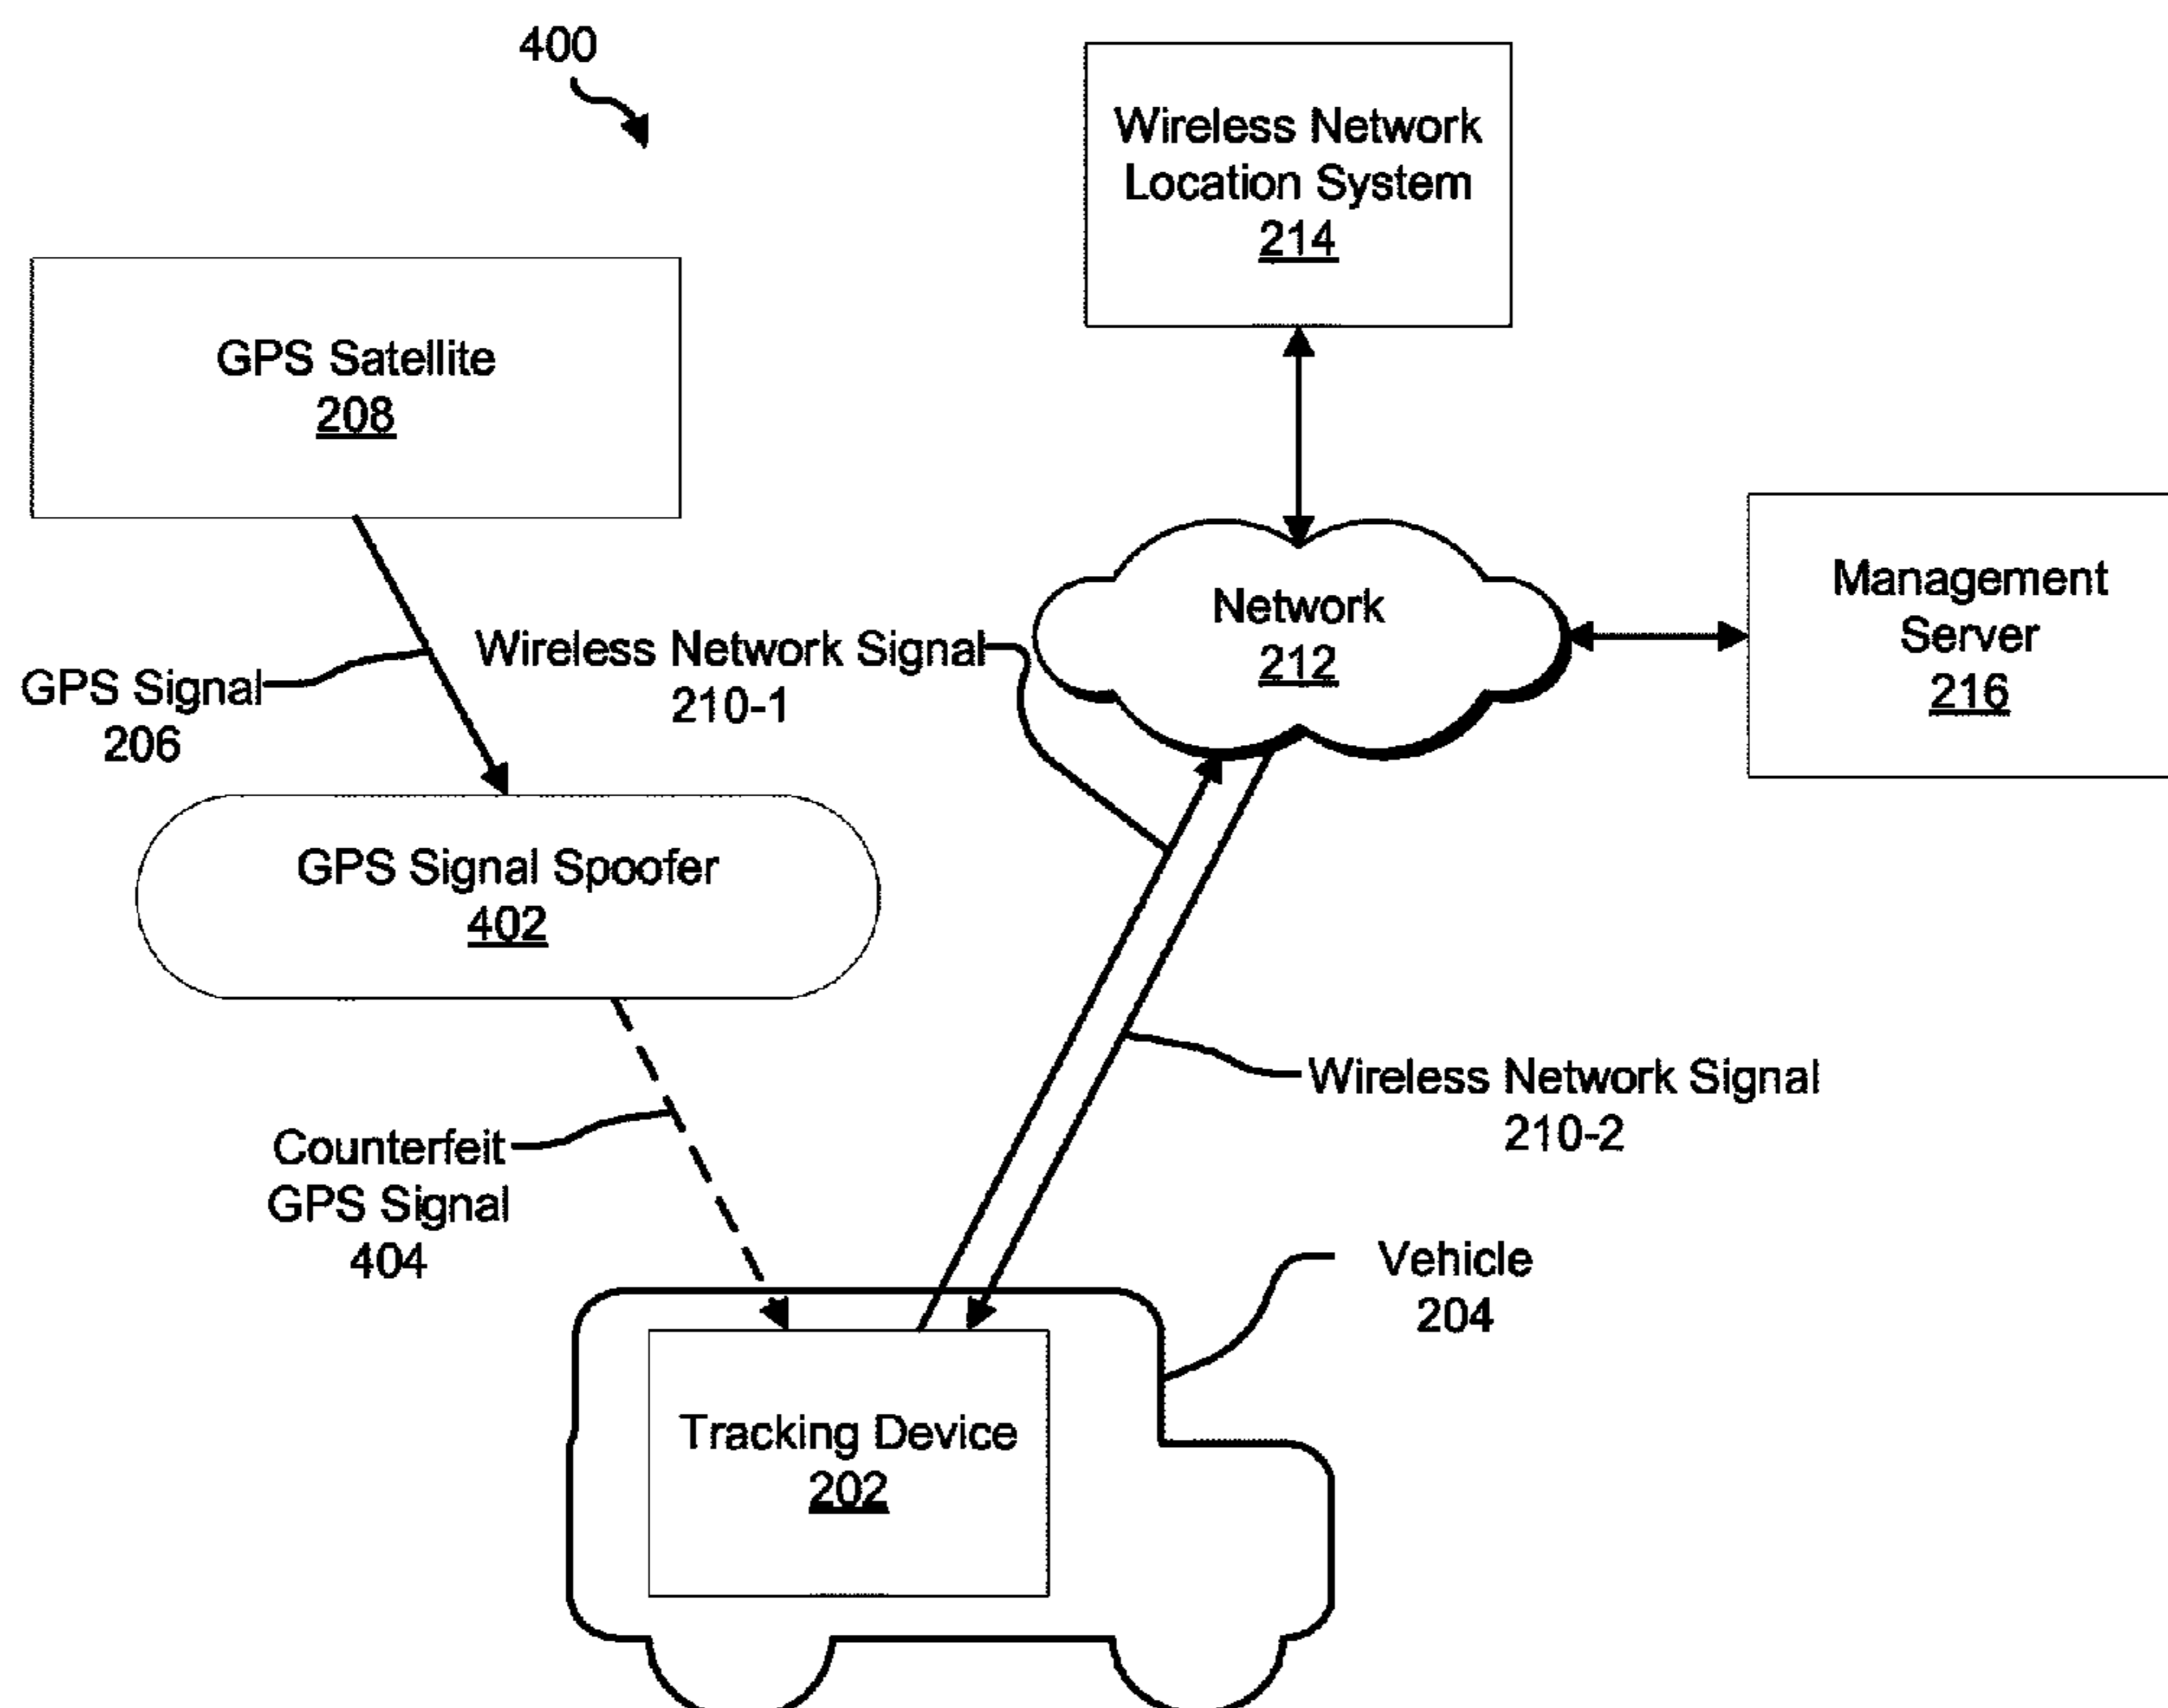 400
Wireless Network
Location System
214
GPS Satellite
208
Network
212
Management
Server
216
Wireless Network Signal
210-1
GPS Signal
206
GPS Signal Spoofer
402
Wireless Network Signal
210-2
Counterfeit
GPS Signal
404
Vehicle
204
Tracking Device
202